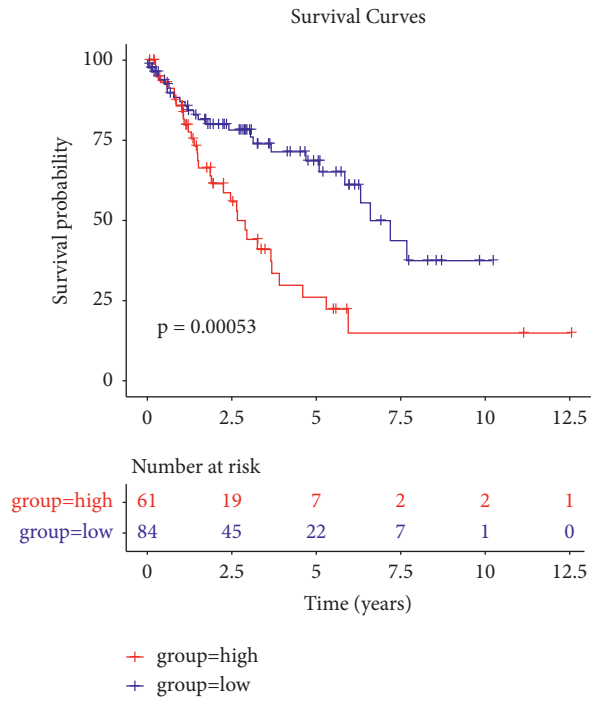 Survival Curves
100
75
50
25
0
Survival probability
p = 0.00053
0 2.5 5 7.5 10 12.5
Number at risk
group=high 61 19 7 2 2 1
group=low 84 45 22 7 1 0
0 2.5 5 7.5 10 12.5
Time (years)
group=high
group=low